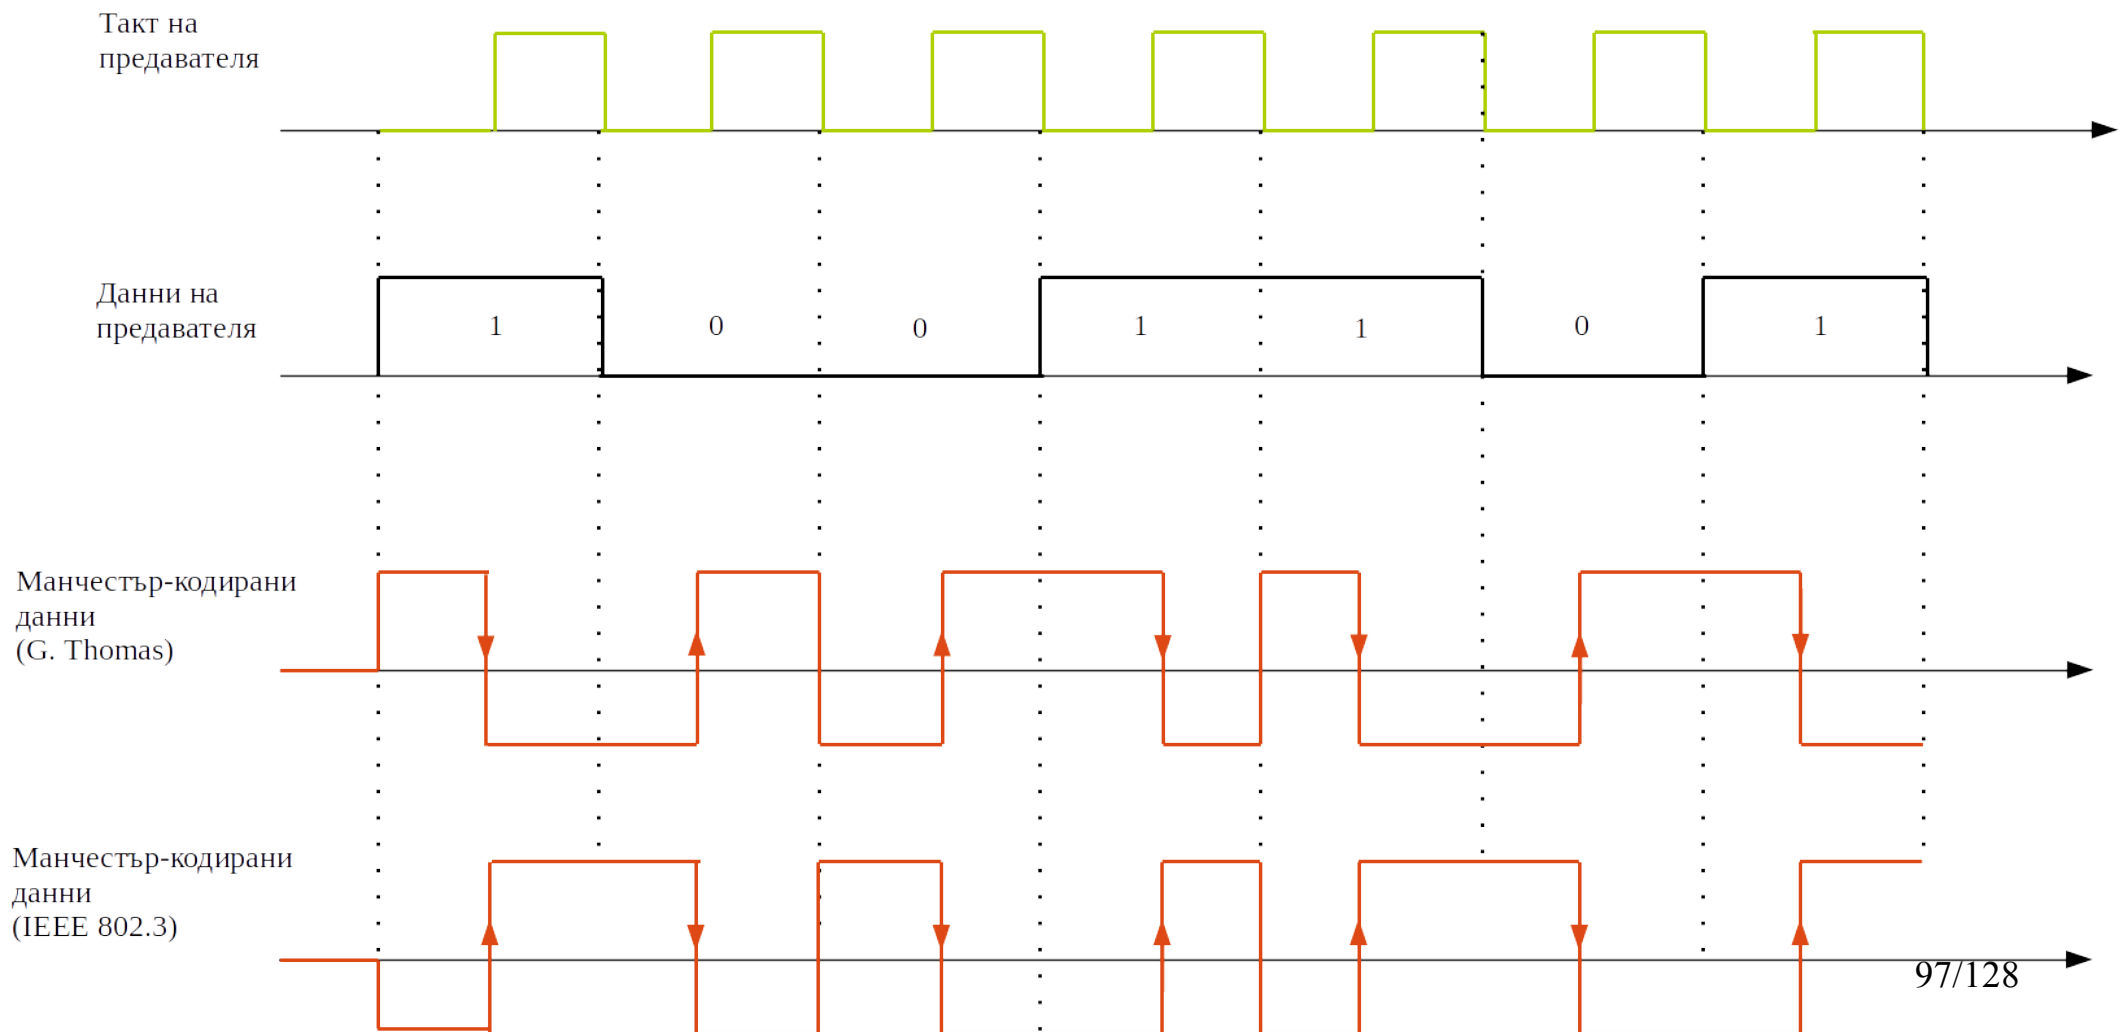 Такт на
предавателя
Данни на
предавателя
1 0 0 1 1 0 1
Манчестър-кодирани
данни
(G. Thomas)
Манчестър-кодирани
данни
(IEEE 802.3)
97/128